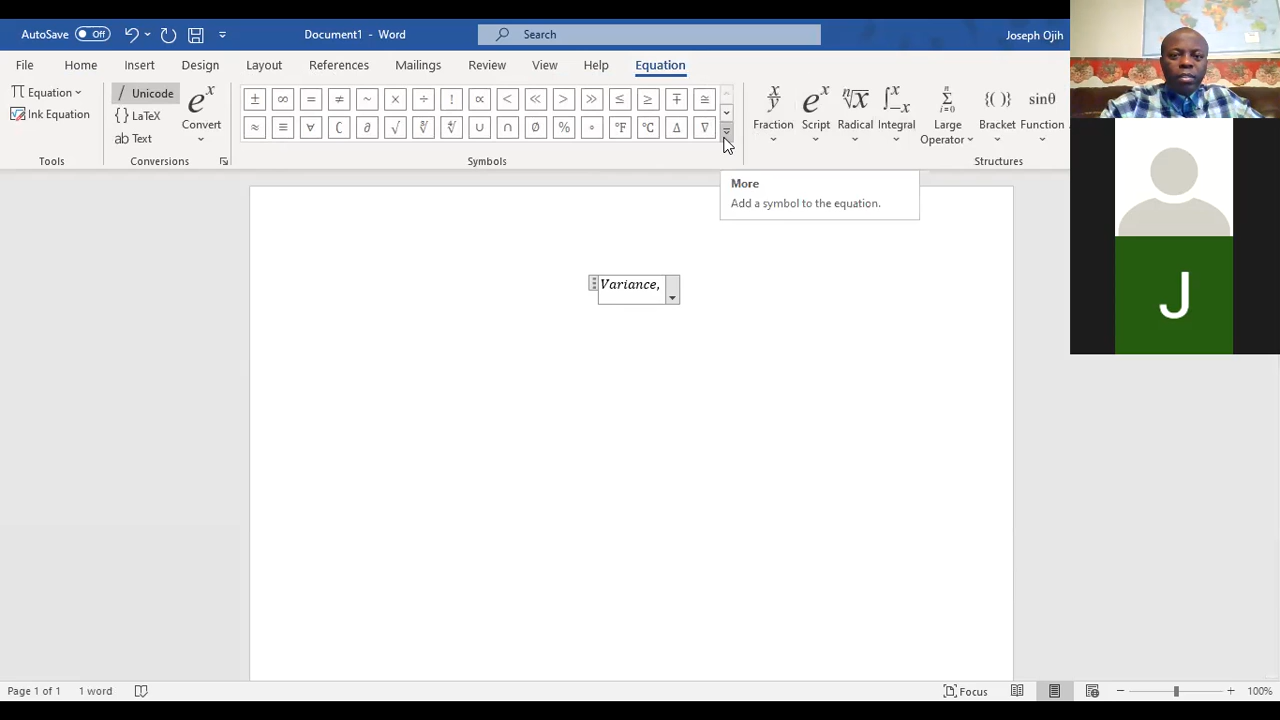 AutoSave Off Document1 - Word Search Joseph Ojih
File Home Insert Design Layout References Mailings Review View Help Equation
π Equation Unicode
Ink Equation LaTeX
ab Text
Convert
± ∞ = ≠ ~ × ÷ ! ∝ < ≪ > ≫ ≤ ≥ ∓ ≅
≈ ≡ ∀ ∁ ∂ √ ∛ ∜ ∪ ∩ ∅ % ° °F °C ∆ ∇
Fraction Script Radical Integral Large Operator Bracket Function
Tools Conversions Symbols Structures
More
Add a symbol to the equation.
Variance,
J
Page 1 of 1 1 word Focus 100%